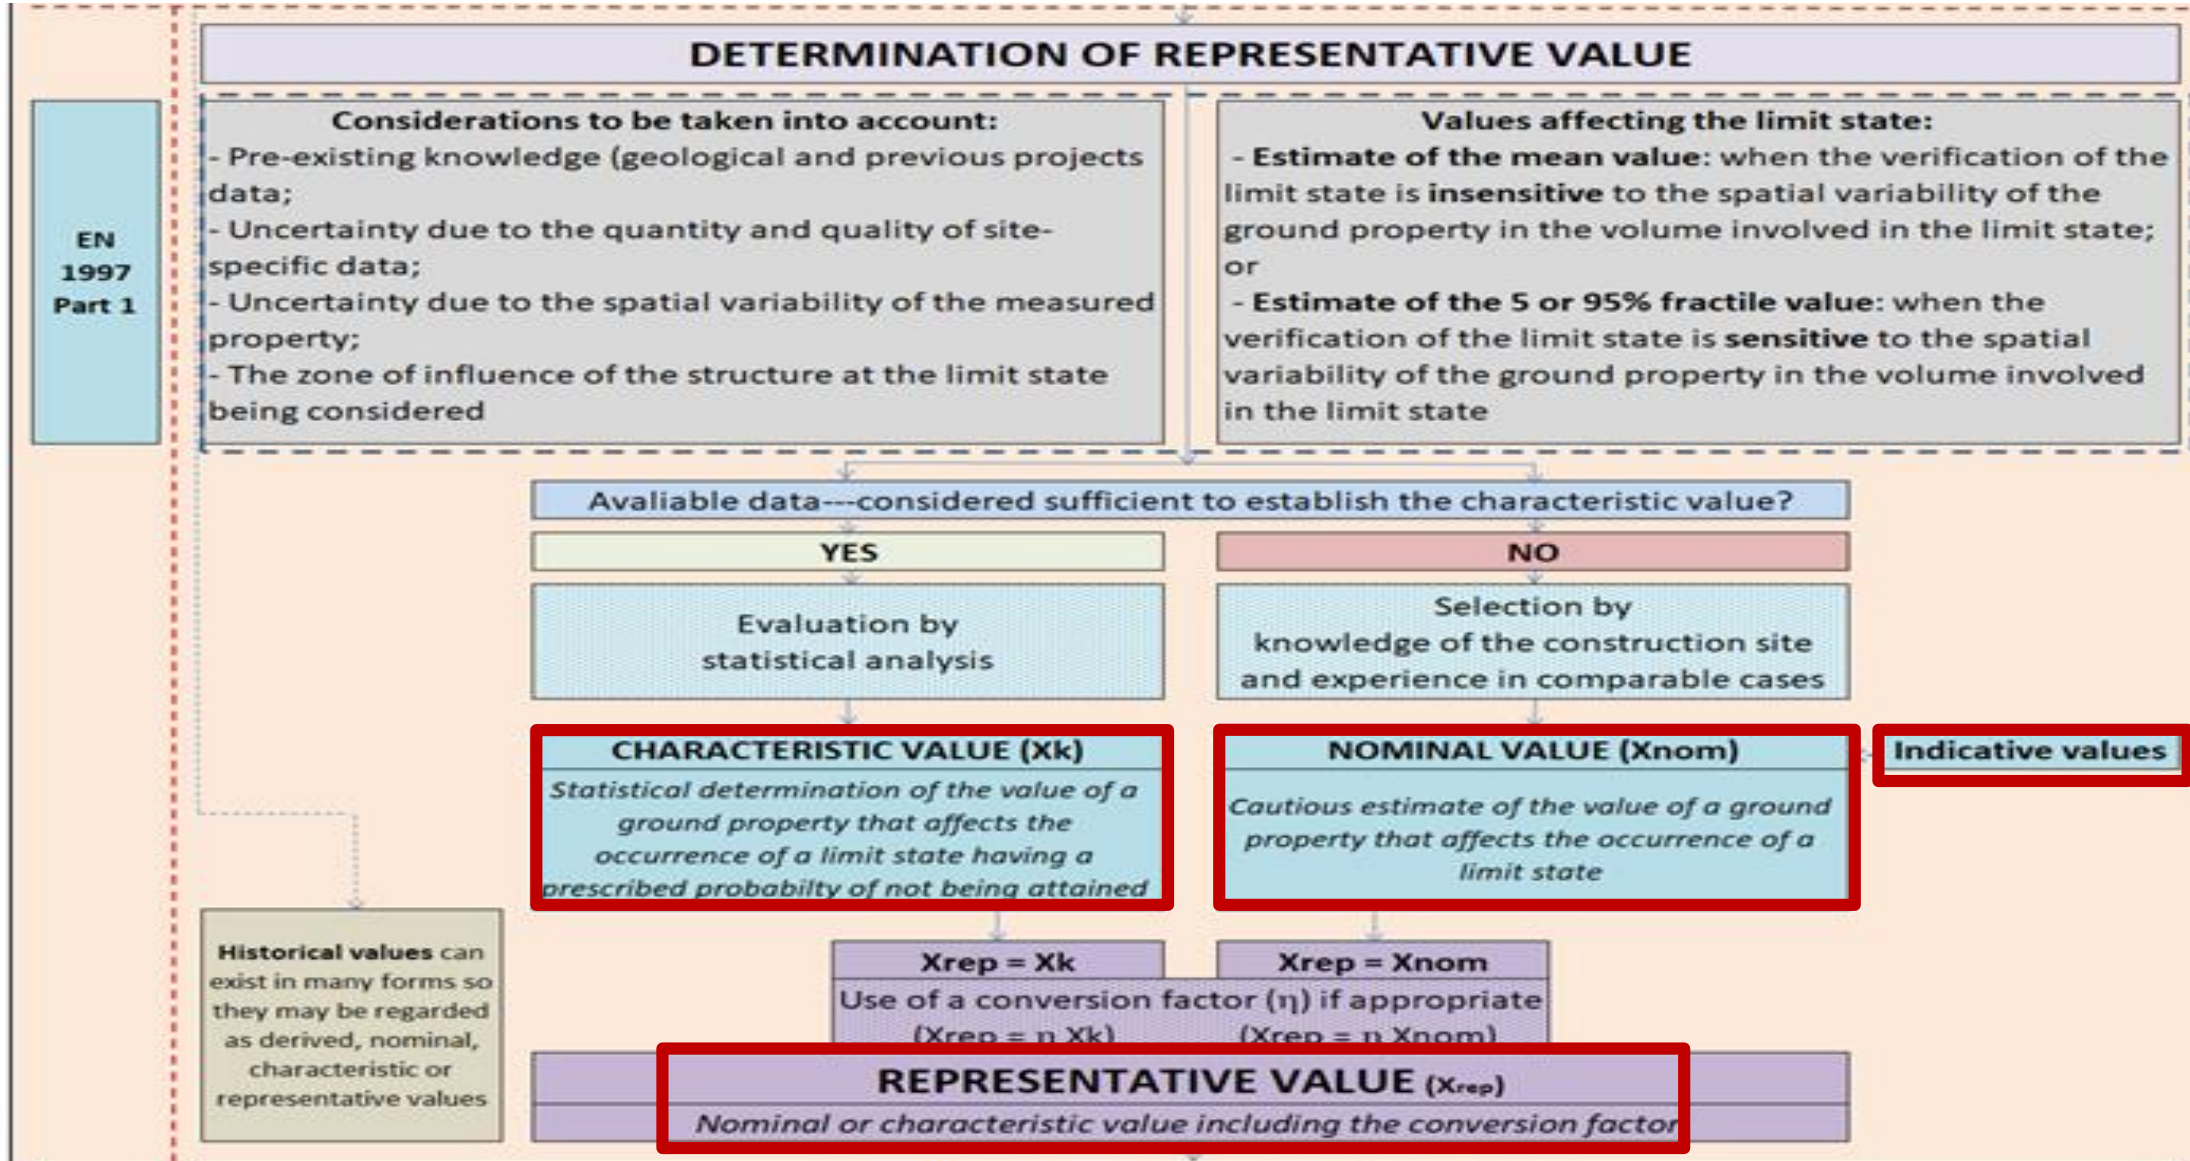 DETERMINATION OF REPRESENTATIVE VALUE
EN
1997
Part 1
Considerations to be taken into account:
- Pre-existing knowledge (geological and previous projects
data;
- Uncertainty due to the quantity and quality of site-
specific data;
- Uncertainty due to the spatial variability of the measured
property;
- The zone of influence of the structure at the limit state
being considered
Values affecting the limit state:
- Estimate of the mean value: when the verification of the
limit state is insensitive to the spatial variability of the
ground property in the volume involved in the limit state;
or
- Estimate of the 5 or 95% fractile value: when the
verification of the limit state is sensitive to the spatial
variability of the ground property in the volume involved
in the limit state
Avaliable data---considered sufficient to establish the characteristic value?
YES
Evaluation by
statistical analysis
NO
Selection by
knowledge of the construction site
and experience in comparable cases
CHARACTERISTIC VALUE (Xk)
Statistical determination of the value of a
ground property that affects the
occurrence of a limit state having a
prescribed probabilty of not being attained
NOMINAL VALUE (Xnom)
Cautious estimate of the value of a ground
property that affects the occurrence of a
limit state
Indicative values
Historical values can
exist in many forms so
they may be regarded
as derived, nominal,
characteristic or
representative values
Xrep = Xk
Xrep = Xnom
Use of a conversion factor (η) if appropriate
(Xrep = η Xk)
(Xrep = η Xnom)
REPRESENTATIVE VALUE (Xrep)
Nominal or characteristic value including the conversion factor